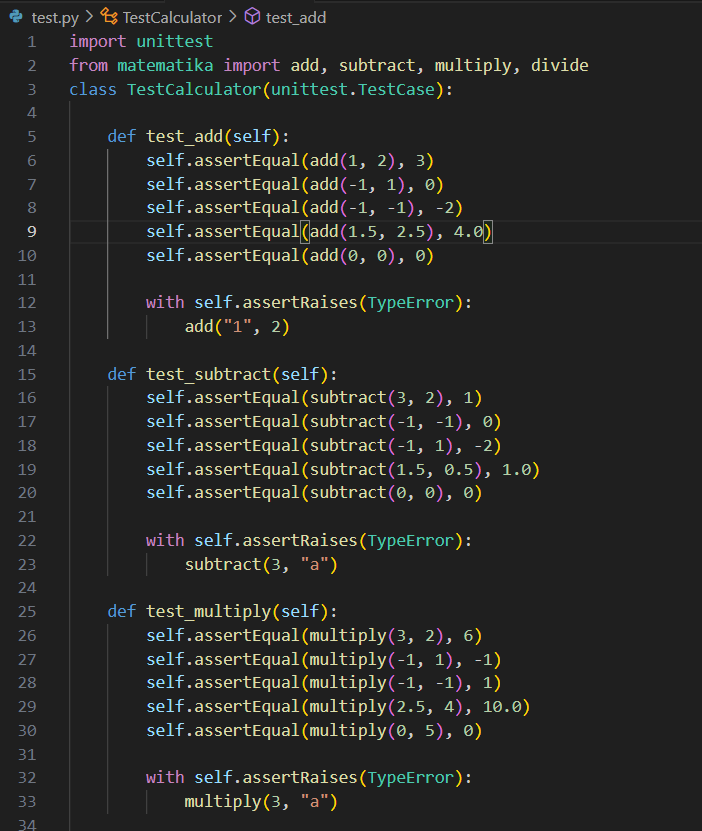 test.py > TestCalculator > test_add
1 import unittest
2 from matematika import add, subtract, multiply, divide
3 class TestCalculator(unittest.TestCase):
4
5     def test_add(self):
6         self.assertEqual(add(1, 2), 3)
7         self.assertEqual(add(-1, 1), 0)
8         self.assertEqual(add(-1, -1), -2)
9         self.assertEqual(add(1.5, 2.5), 4.0)
10         self.assertEqual(add(0, 0), 0)
11
12         with self.assertRaises(TypeError):
13             add("1", 2)
14
15     def test_subtract(self):
16         self.assertEqual(subtract(3, 2), 1)
17         self.assertEqual(subtract(-1, -1), 0)
18         self.assertEqual(subtract(-1, 1), -2)
19         self.assertEqual(subtract(1.5, 0.5), 1.0)
20         self.assertEqual(subtract(0, 0), 0)
21
22         with self.assertRaises(TypeError):
23             subtract(3, "a")
24
25     def test_multiply(self):
26         self.assertEqual(multiply(3, 2), 6)
27         self.assertEqual(multiply(-1, 1), -1)
28         self.assertEqual(multiply(-1, -1), 1)
29         self.assertEqual(multiply(2.5, 4), 10.0)
30         self.assertEqual(multiply(0, 5), 0)
31
32         with self.assertRaises(TypeError):
33             multiply(3, "a")
34